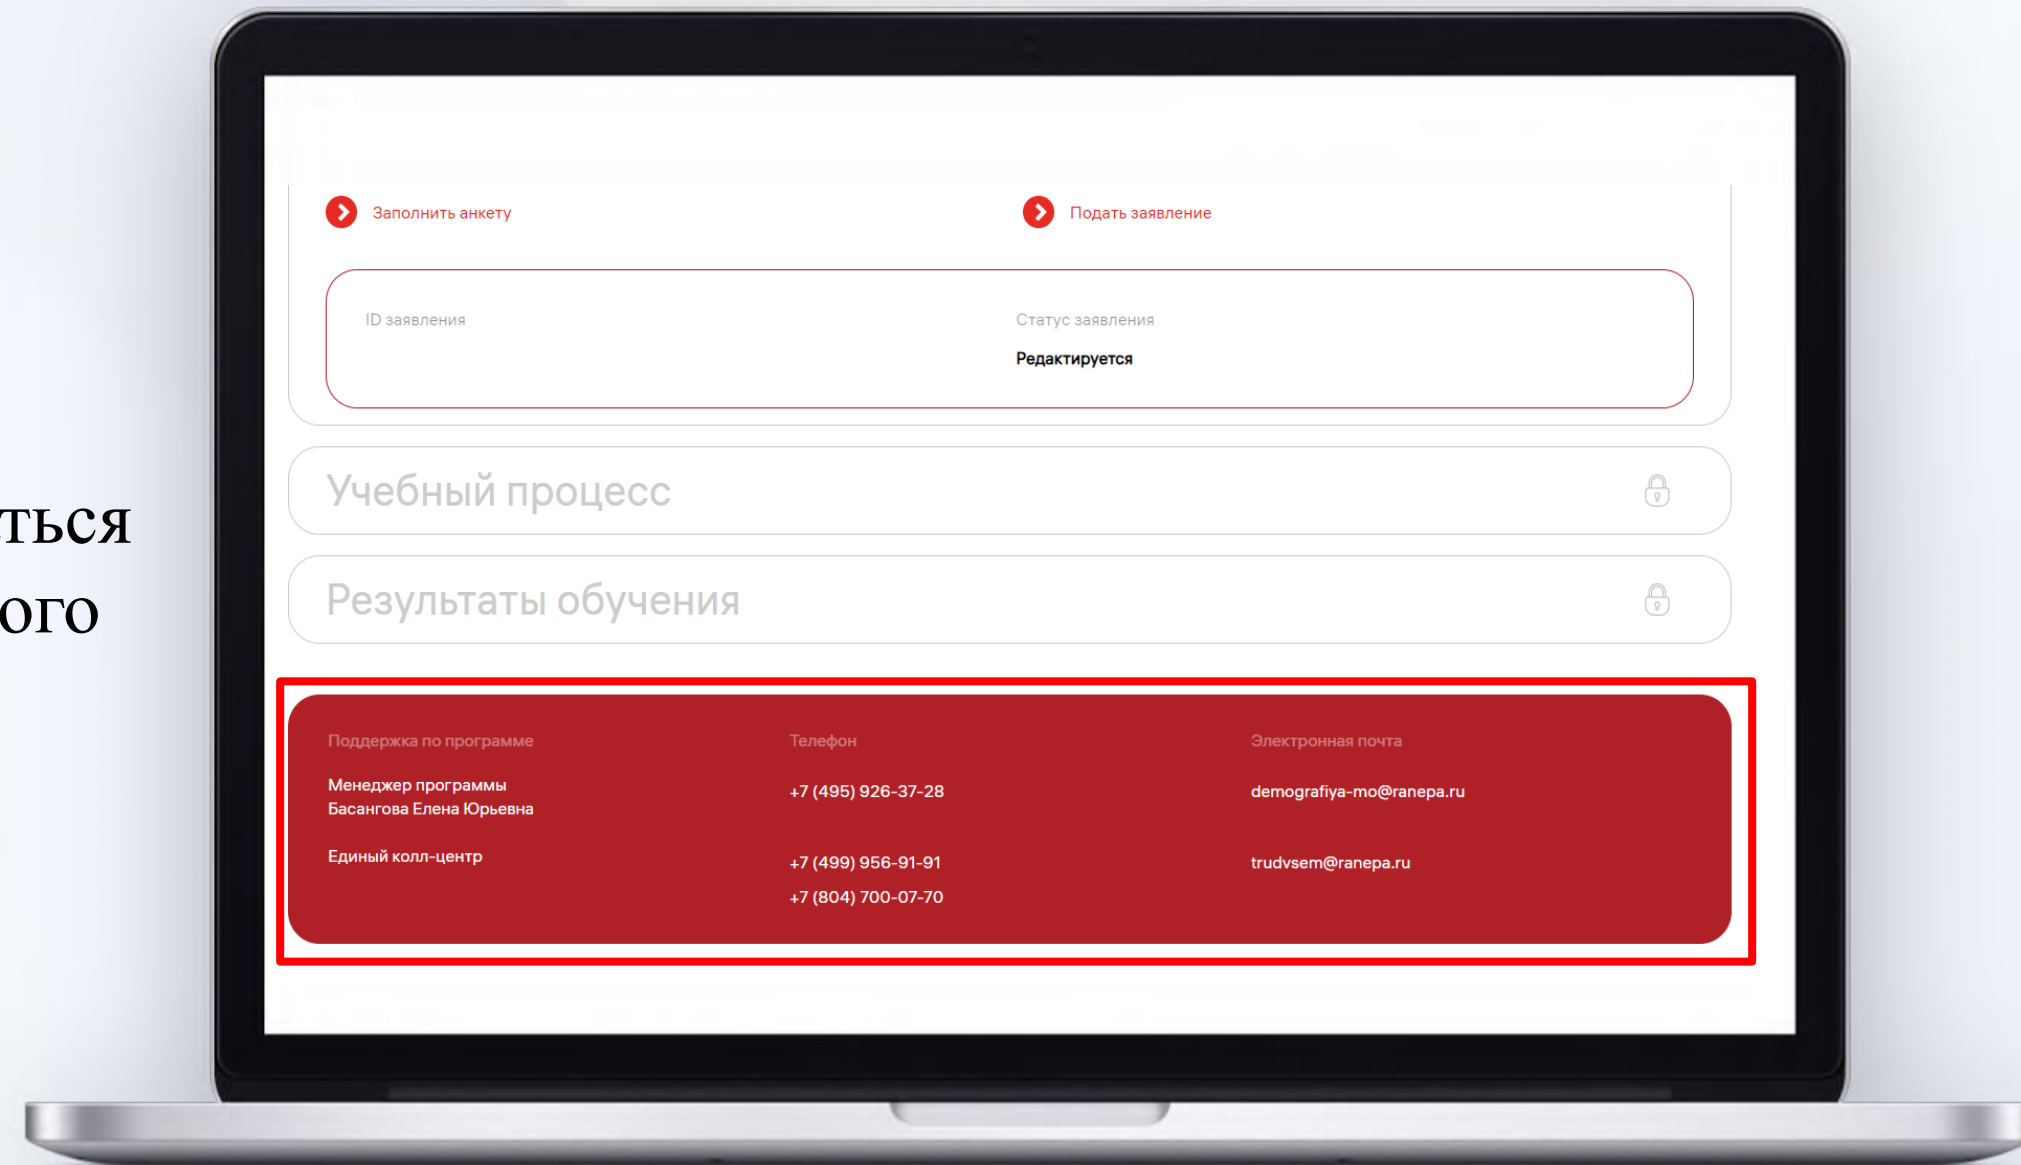 Заполнить анкету
Подать заявление
ID заявления
Статус заявления
Редактируется
Учебный процесс
ться
Результаты обучения
ого
Поддержка по программе
Телефон
Электронная почта
Менеджер программы
Басангова Елена Юрьевна
+7 (495) 926-37-28
demografiya-mo@ranepa.ru
Единый колл-центр
+7 (499) 956-91-91
trudvsem@ranepa.ru
+7 (804) 700-07-70